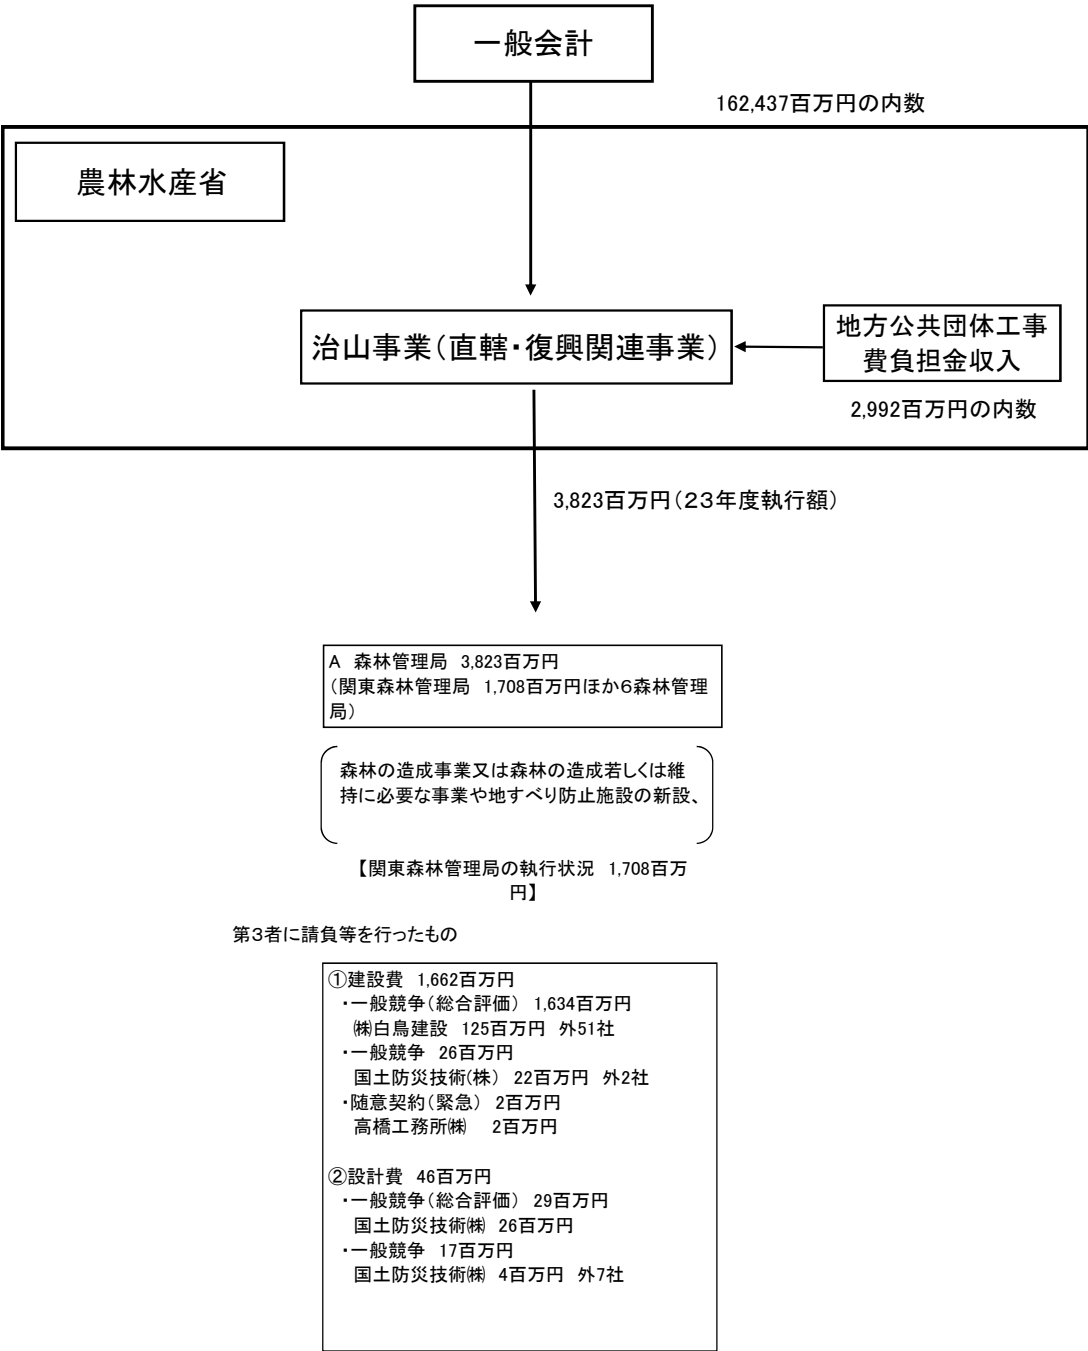 一般会計
162,437百万円の内数
農林水産省
治山事業(直轄・復興関連事業)
地方公共団体工事
費負担金収入
2,992百万円の内数
3,823百万円(23年度執行額)
A 森林管理局 3,823百万円
(関東森林管理局 1,708百万円ほか6森林管理
局)
森林の造成事業又は森林の造成若しくは維
持に必要な事業や地すべり防止施設の新設、
【関東森林管理局の執行状況 1,708百万
円】
第3者に請負等を行ったもの
①建設費 1,662百万円
・一般競争(総合評価) 1,634百万円
㈱白鳥建設 125百万円 外51社
・一般競争 26百万円
国土防災技術(株) 22百万円 外2社
・随意契約(緊急) 2百万円
高橋工務所㈱ 2百万円
②設計費 46百万円
・一般競争(総合評価) 29百万円
国土防災技術㈱ 26百万円
・一般競争 17百万円
国土防災技術㈱ 4百万円 外7社